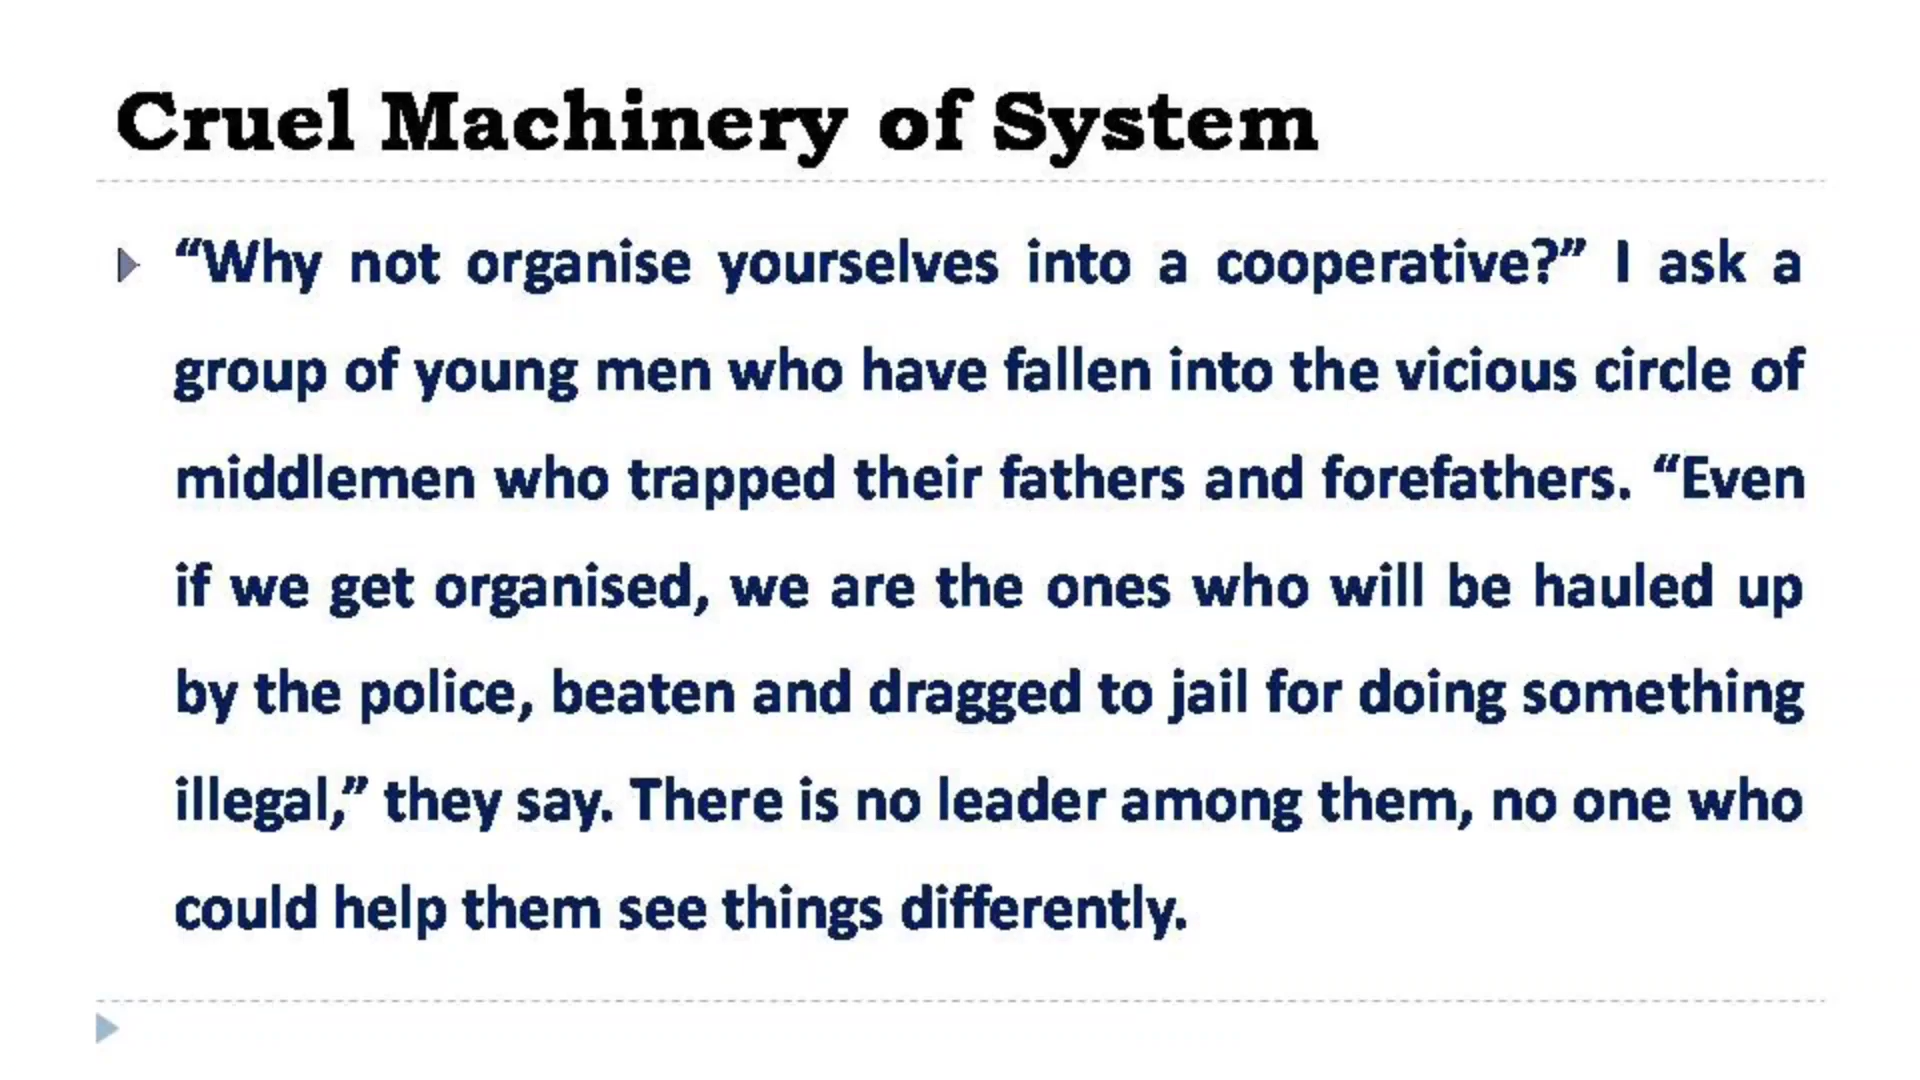 Cruel Machinery of System
“Why not organise yourselves into a cooperative?” I ask a
group of young men who have fallen into the vicious circle of
middlemen who trapped their fathers and forefathers. “Even
if we get organised, we are the ones who will be hauled up
by the police, beaten and dragged to jail for doing something
illegal,” they say. There is no leader among them, no one who
could help them see things differently.